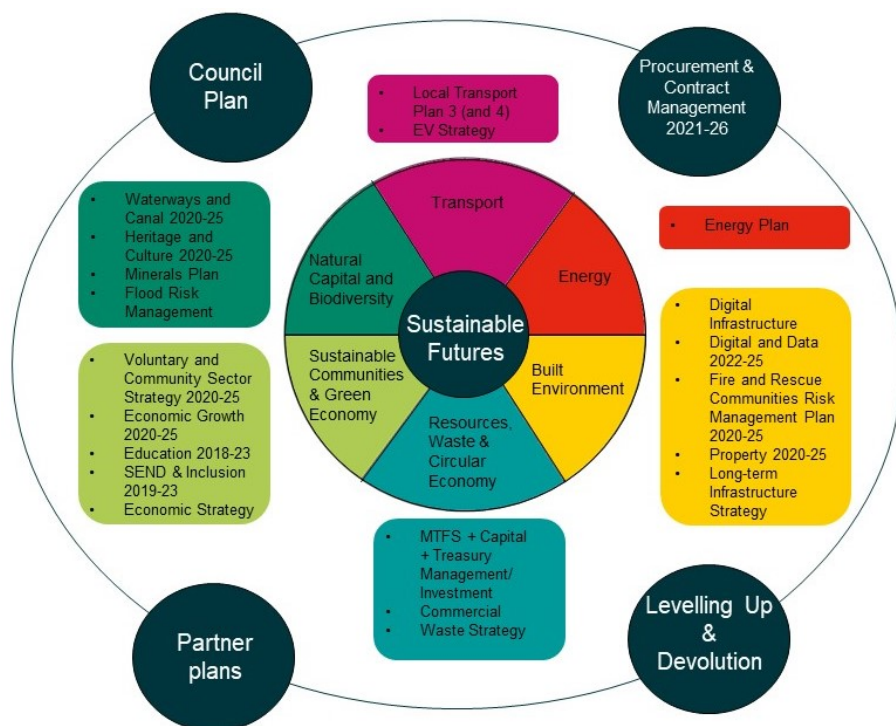 Council
Plan
Procurement &
Contract
Management
2021-26
• Local Transport
Plan 3 (and 4)
• EV Strategy
• Waterways and
Canal 2020-25
• Heritage and
Culture 2020-25
• Minerals Plan
• Flood Risk
Management
Transport
Natural
Capital and
Biodiversity
Energy
• Energy Plan
Sustainable
Futures
• Voluntary and
Community Sector
Strategy 2020-25
• Economic Growth
2020-25
• Education 2018-23
• SEND & Inclusion
2019-23
• Economic Strategy
Sustainable
Communities
& Green
Economy
Built
Environment
Resources,
Waste &
Circular
Economy
• Digital
Infrastructure
• Digital and Data
2022-25
• Fire and Rescue
Communities Risk
Management Plan
2020-25
• Property 2020-25
• Long-term
Infrastructure
Strategy
• MTFS + Capital
+ Treasury
Management/
Investment
• Commercial
• Waste Strategy
Partner
plans
Levelling Up
&
Devolution